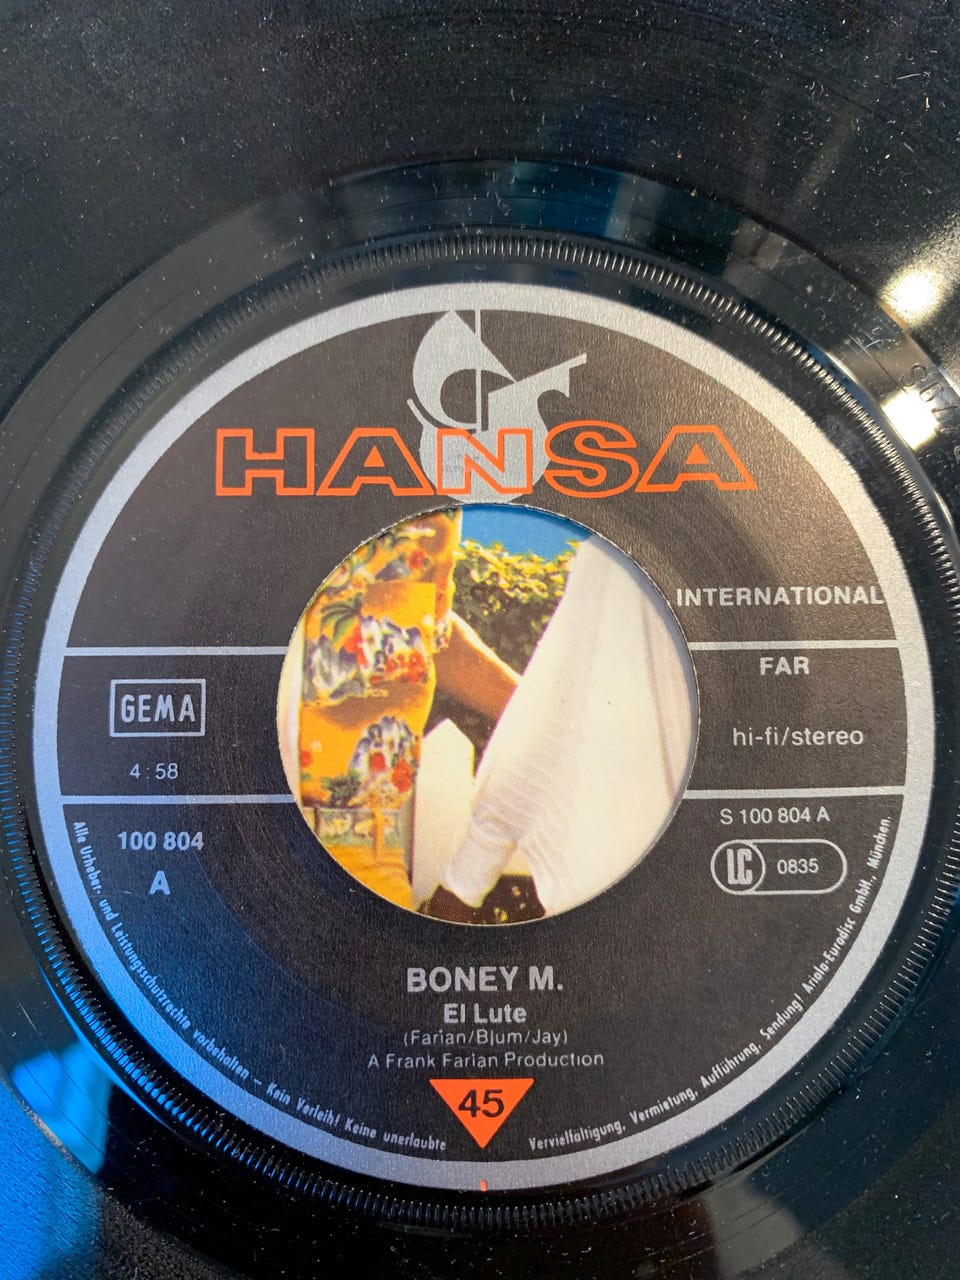 HANSA
INTERNATIONAL
FAR
GEMA
hi-fi/stereo
4:58
100 804
A
S 100 804 A
LC 0835
BONEY M.
El Lute
(Farian/Blum/Jay)
A Frank Farian Production
45
Alle Urheber- und Leistungsschutzrechte vorbehalten – Kein Verleih! Keine unerlaubte Vervielfältigung, Vermietung, Aufführung, Sendung! Ariola-Eurodisc GmbH., München.